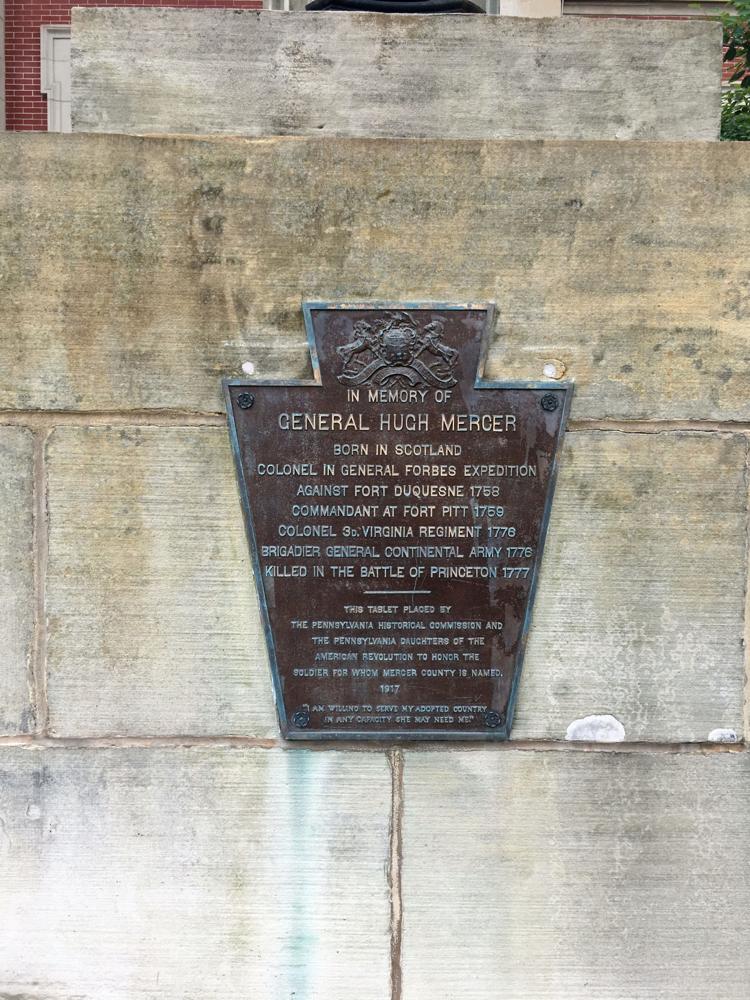 IN MEMORY OF
GENERAL HUGH MERCER
BORN IN SCOTLAND
COLONEL IN GENERAL FORBES EXPEDITION
AGAINST FORT DUQUESNE 1758
COMMANDANT AT FORT PITT 1759
COLONEL 3D. VIRGINIA REGIMENT 1776
BRIGADIER GENERAL CONTINENTAL ARMY 1776
KILLED IN THE BATTLE OF PRINCETON 1777
THIS TABLET PLACED BY
THE PENNSYLVANIA HISTORICAL COMMISSION AND
THE PENNSYLVANIA DAUGHTERS OF THE
AMERICAN REVOLUTION TO HONOR THE
SOLDIER FOR WHOM MERCER COUNTY IS NAMED.
1917
"I AM WILLING TO SERVE MY ADOPTED COUNTRY
IN ANY CAPACITY SHE MAY NEED ME."